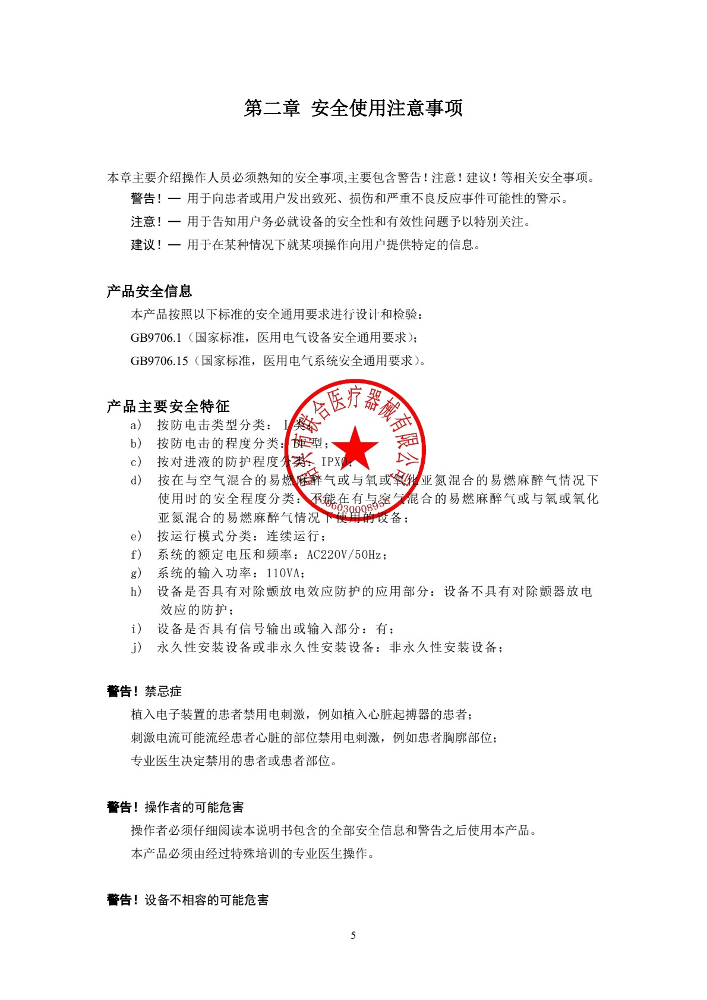 第二章 安全使用注意事项
本章主要介绍操作人员必须熟知的安全事项,主要包含警告！注意！建议！等相关安全事项。
警告！— 用于向患者或用户发出致死、损伤和严重不良反应事件可能性的警示。
注意！— 用于告知用户务必就设备的安全性和有效性问题予以特别关注。
建议！— 用于在某种情况下就某项操作向用户提供特定的信息。
产品安全信息
本产品按照以下标准的安全通用要求进行设计和检验：
GB9706.1（国家标准，医用电气设备安全通用要求）；
GB9706.15（国家标准，医用电气系统安全通用要求）。
产品主要安全特征
a) 按防电击类型分类：I类；
b) 按防电击的程度分类：BF型；
c) 按对进液的防护程度分类：IPX0；
d) 按在与空气混合的易燃麻醉气或与氧或氧化亚氮混合的易燃麻醉气情况下
使用时的安全程度分类：不能在有与空气混合的易燃麻醉气或与氧或氧化
亚氮混合的易燃麻醉气情况下使用的设备；
e) 按运行模式分类：连续运行；
f) 系统的额定电压和频率：AC220V/50Hz；
g) 系统的输入功率：110VA；
h) 设备是否具有对除颤放电效应防护的应用部分：设备不具有对除颤器放电
效应的防护；
i) 设备是否具有信号输出或输入部分：有；
j) 永久性安装设备或非永久性安装设备：非永久性安装设备；
市联合医疗器械有限公司
警告！禁忌症
植入电子装置的患者禁用电刺激，例如植入心脏起搏器的患者；
刺激电流可能流经患者心脏的部位禁用电刺激，例如患者胸廓部位；
专业医生决定禁用的患者或患者部位。
警告！操作者的可能危害
操作者必须仔细阅读本说明书包含的全部安全信息和警告之后使用本产品。
本产品必须由经过特殊培训的专业医生操作。
警告！设备不相容的可能危害
5